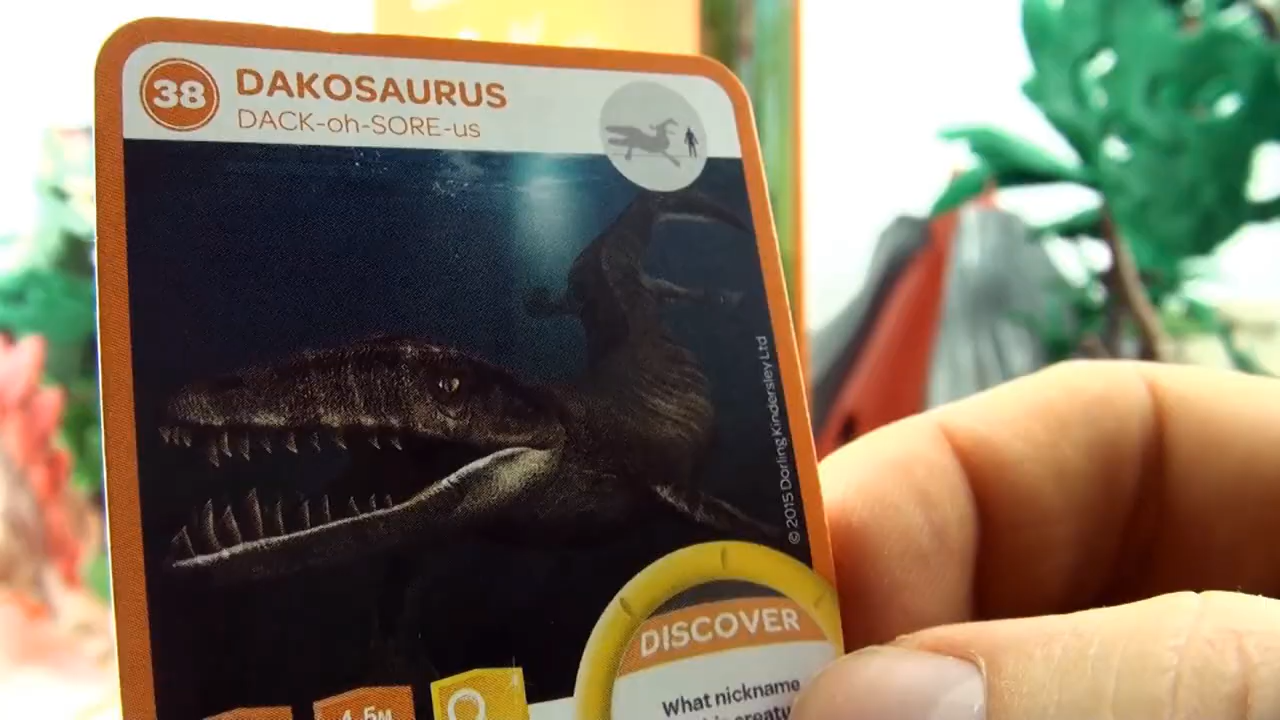 38
DAKOSAURUS
DACK-oh-SORE-us
© 2015 Dorling Kindersley Ltd
DISCOVER
What nickname
4.5M